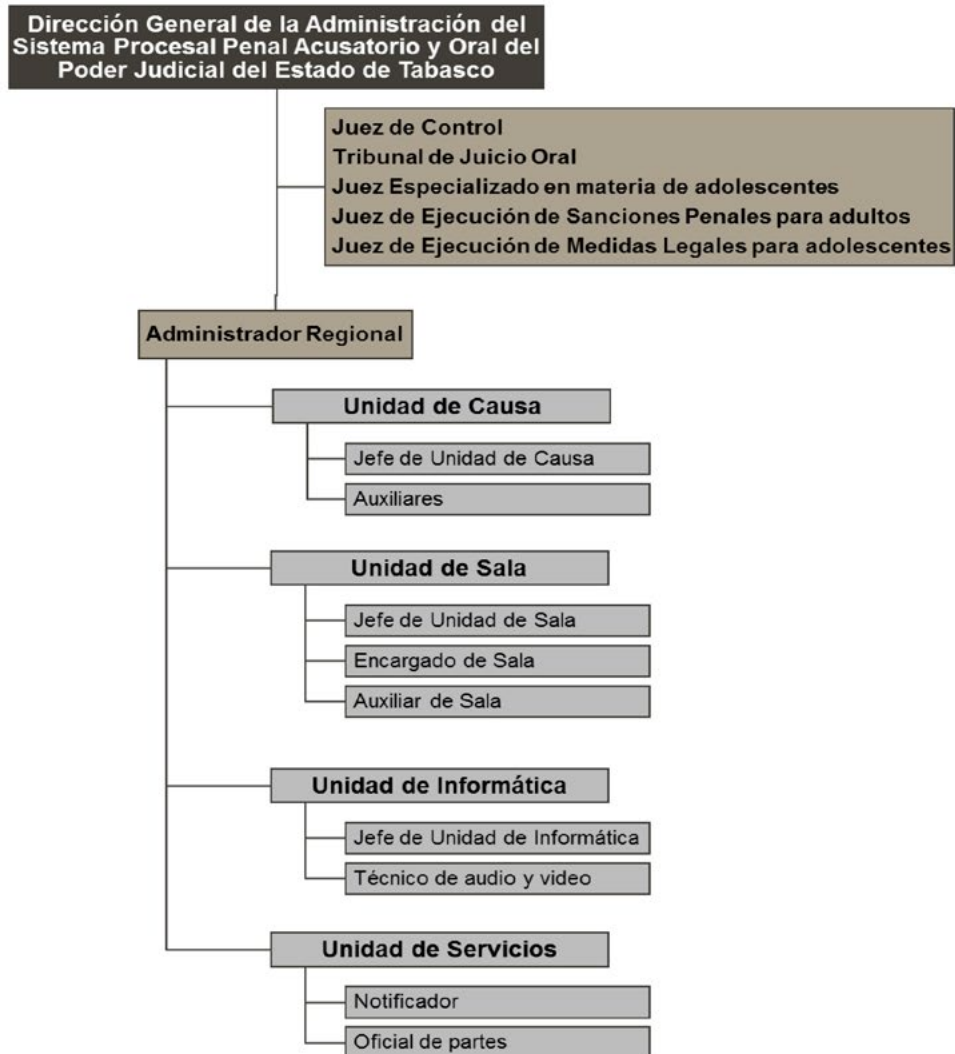 Dirección General de la Administración del
Sistema Procesal Penal Acusatorio y Oral del
Poder Judicial del Estado de Tabasco
Juez de Control
Tribunal de Juicio Oral
Juez Especializado en materia de adolescentes
Juez de Ejecución de Sanciones Penales para adultos
Juez de Ejecución de Medidas Legales para adolescentes
Administrador Regional
Unidad de Causa
Jefe de Unidad de Causa
Auxiliares
Unidad de Sala
Jefe de Unidad de Sala
Encargado de Sala
Auxiliar de Sala
Unidad de Informática
Jefe de Unidad de Informática
Técnico de audio y video
Unidad de Servicios
Notificador
Oficial de partes